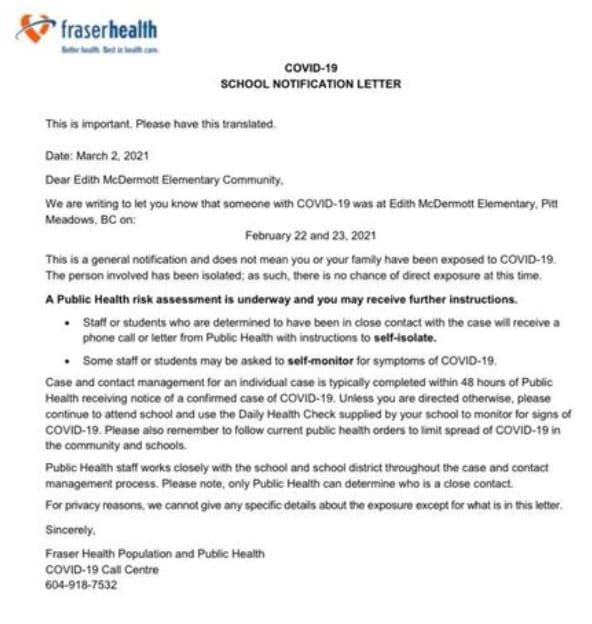 fraserhealth
Better health. Best in health care.
COVID-19
SCHOOL NOTIFICATION LETTER
This is important. Please have this translated.
Date: March 2, 2021
Dear Edith McDermott Elementary Community,
We are writing to let you know that someone with COVID-19 was at Edith McDermott Elementary, Pitt
Meadows, BC on:
February 22 and 23, 2021
This is a general notification and does not mean you or your family have been exposed to COVID-19.
The person involved has been isolated; as such, there is no chance of direct exposure at this time.
A Public Health risk assessment is underway and you may receive further instructions.
• Staff or students who are determined to have been in close contact with the case will receive a
phone call or letter from Public Health with instructions to self-isolate.
• Some staff or students may be asked to self-monitor for symptoms of COVID-19.
Case and contact management for an individual case is typically completed within 48 hours of Public
Health receiving notice of a confirmed case of COVID-19. Unless you are directed otherwise, please
continue to attend school and use the Daily Health Check supplied by your school to monitor for signs of
COVID-19. Please also remember to follow current public health orders to limit spread of COVID-19 in
the community and schools.
Public Health staff works closely with the school and school district throughout the case and contact
management process. Please note, only Public Health can determine who is a close contact.
For privacy reasons, we cannot give any specific details about the exposure except for what is in this letter.
Sincerely,
Fraser Health Population and Public Health
COVID-19 Call Centre
604-918-7532